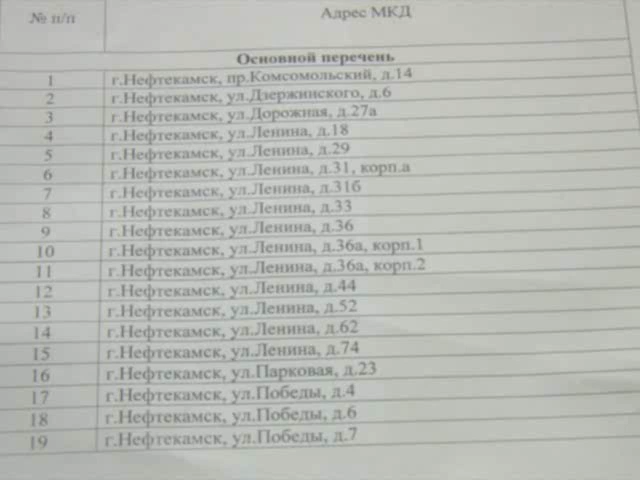 № п/п Адрес МКД
Основной перечень
1 г.Нефтекамск, пр.Комсомольский, д.14
2 г.Нефтекамск, ул.Дзержинского, д.6
3 г.Нефтекамск, ул.Дорожная, д.27а
4 г.Нефтекамск, ул.Ленина, д.18
5 г.Нефтекамск, ул.Ленина, д.29
6 г.Нефтекамск, ул.Ленина, д.31, корп.а
7 г.Нефтекамск, ул.Ленина, д.31б
8 г.Нефтекамск, ул.Ленина, д.33
9 г.Нефтекамск, ул.Ленина, д.36
10 г.Нефтекамск, ул.Ленина, д.36а, корп.1
11 г.Нефтекамск, ул.Ленина, д.36а, корп.2
12 г.Нефтекамск, ул.Ленина, д.44
13 г.Нефтекамск, ул.Ленина, д.52
14 г.Нефтекамск, ул.Ленина, д.62
15 г.Нефтекамск, ул.Ленина, д.74
16 г.Нефтекамск, ул.Парковая, д.23
17 г.Нефтекамск, ул.Победы, д.4
18 г.Нефтекамск, ул.Победы, д.6
19 г.Нефтекамск, ул.Победы, д.7